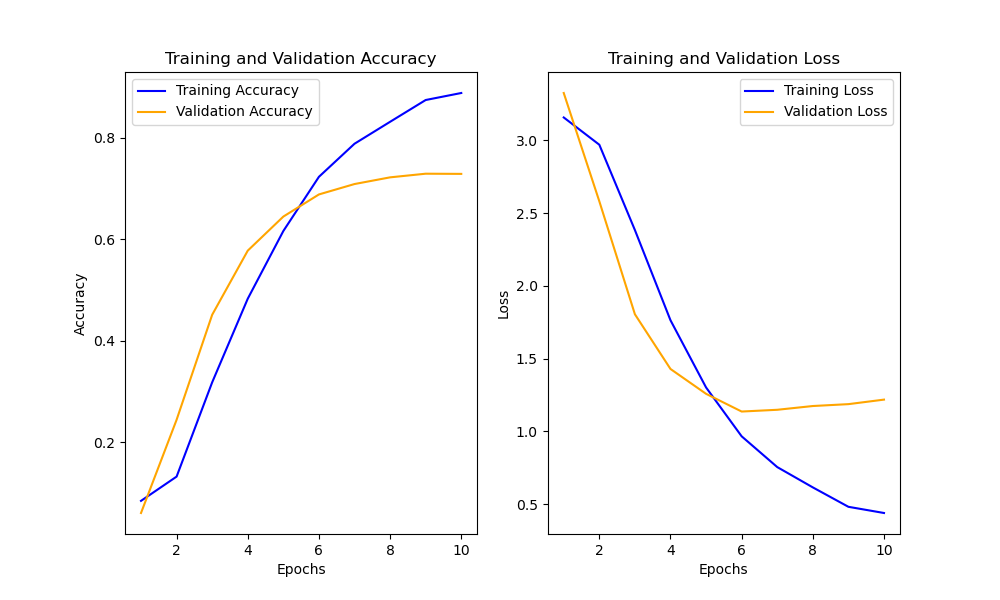 Training and Validation Accuracy
Training Accuracy
Validation Accuracy
0.8
0.6
0.4
0.2
Accuracy
2 4 6 8 10
Epochs
Training and Validation Loss
Training Loss
Validation Loss
3.0
2.5
2.0
1.5
1.0
0.5
Loss
2 4 6 8 10
Epochs